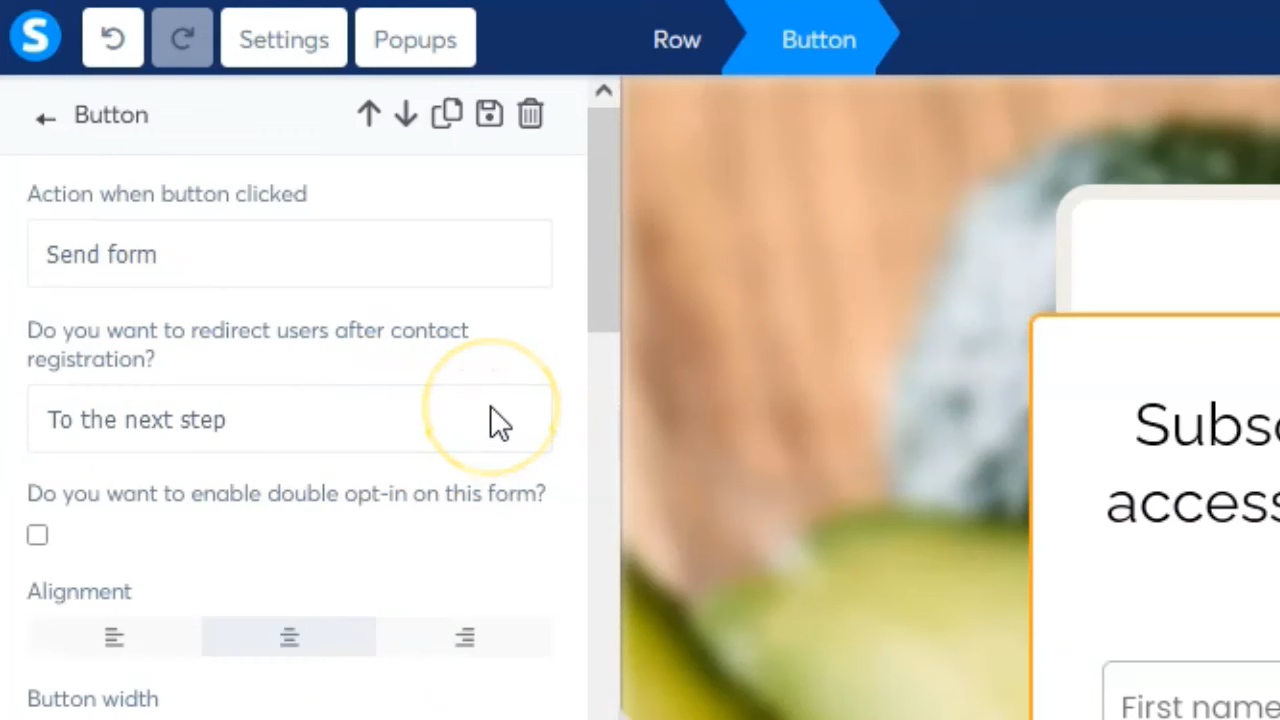 S Settings Popups Row Button
Button
Action when button clicked
Send form
Do you want to redirect users after contact
registration?
To the next step
Do you want to enable double opt-in on this form?
Alignment
Button width
Subsc
access
First name